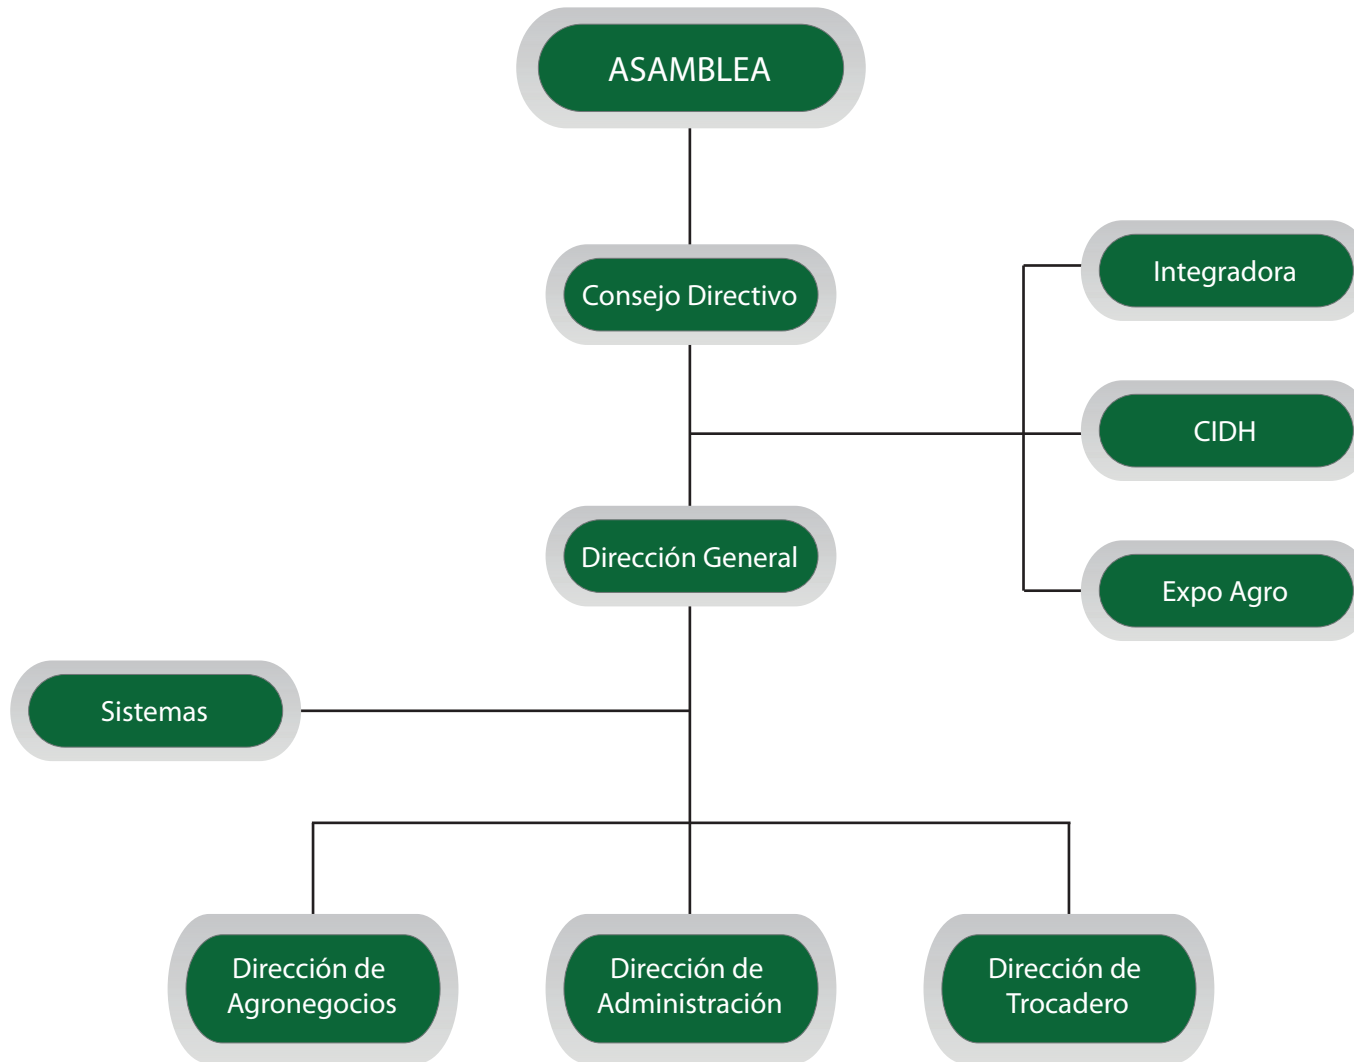 ASAMBLEA
Consejo Directivo
Integradora
CIDH
Dirección General
Expo Agro
Sistemas
Dirección de
Agronegocios
Dirección de
Administración
Dirección de
Trocadero